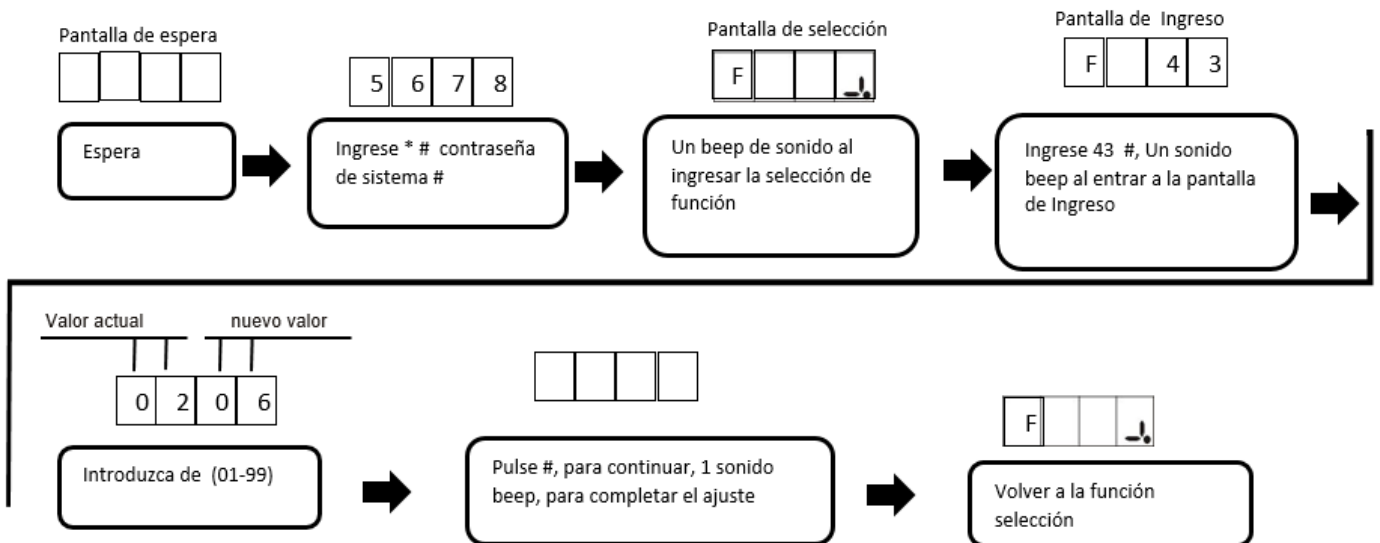 Pantalla de espera
Espera
5 6 7 8
Ingrese * # contraseña
de sistema #
Pantalla de selección
F
Un beep de sonido al
ingresar la selección de
función
Pantalla de Ingreso
F 4 3
Ingrese 43 #, Un sonido
beep al entrar a la pantalla
de Ingreso
Valor actual nuevo valor
0 2 0 6
Introduzca de (01-99)
Pulse #, para continuar, 1 sonido
beep, para completar el ajuste
F
Volver a la función
selección